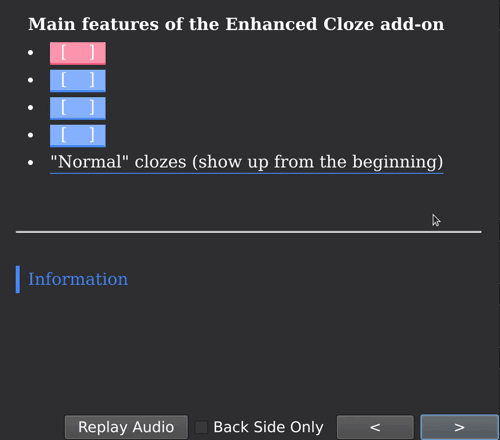 Main features of the Enhanced Cloze add-on
• [   ]
• [   ]
• [   ]
• [   ]
• "Normal" clozes (show up from the beginning)
Information
Replay Audio Back Side Only < >